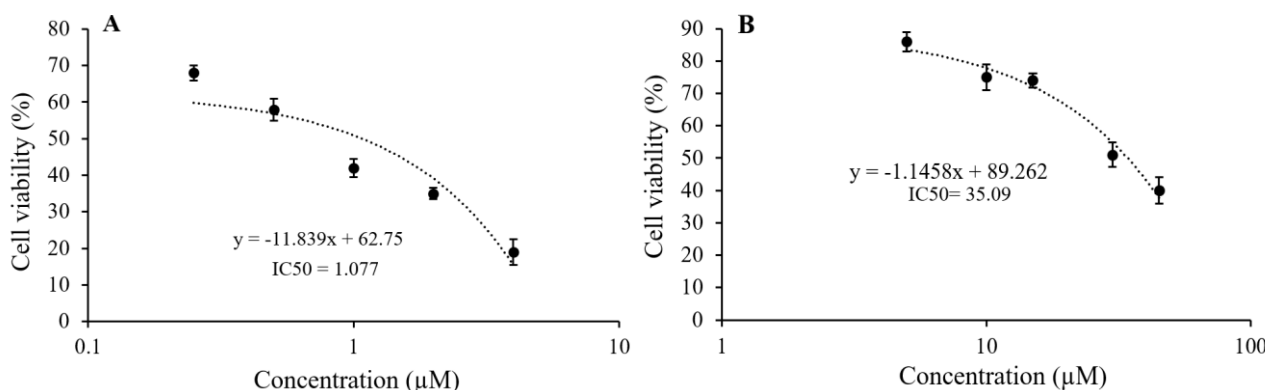 A
Cell viability (%)
80
70
60
50
40
30
20
10
0
y = -11.839x + 62.75
IC50 = 1.077
0.1
1
10
Concentration (µM)
B
Cell viability (%)
90
80
70
60
50
40
30
20
10
0
y = -1.1458x + 89.262
IC50= 35.09
1
10
100
Concentration (µM)